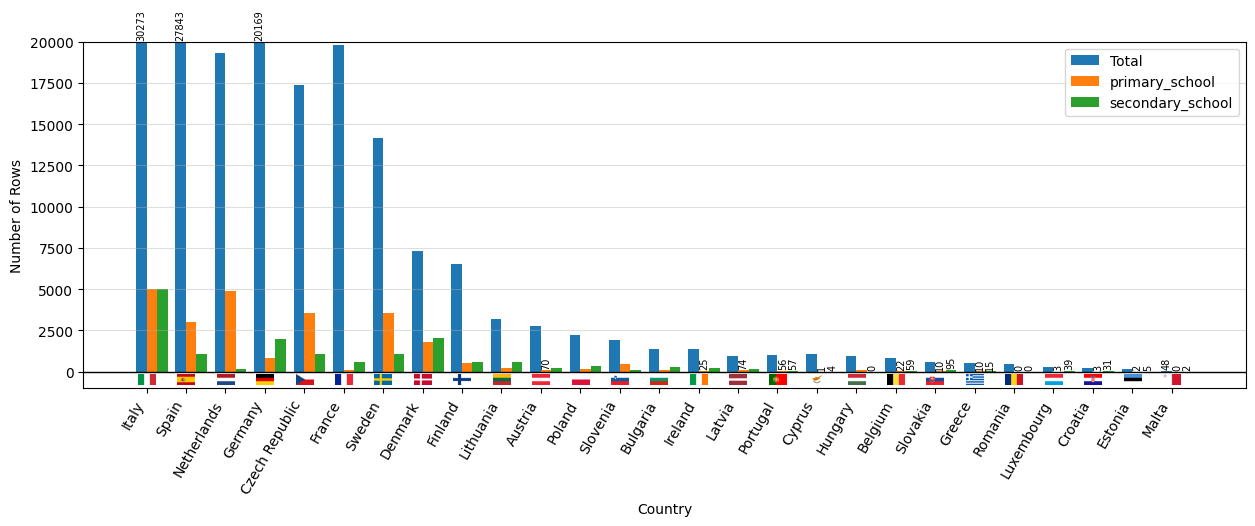 30273
27843
20169
20000
17500
15000
12500
10000
7500
5000
2500
0
Number of Rows
Total
primary_school
secondary_school
70
25
74
56
57
1
4
0
22
59
10
95
10
15
0
0
3
39
3
31
2
5
48
0
2
Italy
Spain
Netherlands
Germany
Czech Republic
France
Sweden
Denmark
Finland
Lithuania
Austria
Poland
Slovenia
Bulgaria
Ireland
Latvia
Portugal
Cyprus
Hungary
Belgium
Slovakia
Greece
Romania
Luxembourg
Croatia
Estonia
Malta
Country